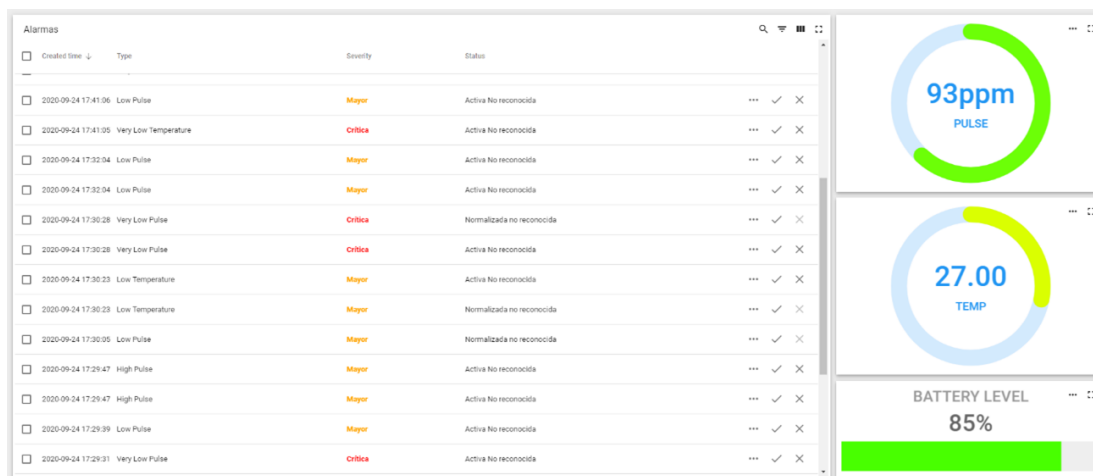 Alarmas
Created time ↓ Type Severity Status
2020-09-24 17:41:06 Low Pulse Mayor Activa No reconocida
2020-09-24 17:41:05 Very Low Temperature Crítica Activa No reconocida
2020-09-24 17:32:04 Low Pulse Mayor Activa No reconocida
2020-09-24 17:32:04 Low Pulse Mayor Activa No reconocida
2020-09-24 17:30:28 Very Low Pulse Crítica Normalizada no reconocida
2020-09-24 17:30:28 Very Low Pulse Crítica Activa No reconocida
2020-09-24 17:30:23 Low Temperature Mayor Activa No reconocida
2020-09-24 17:30:23 Low Temperature Mayor Normalizada no reconocida
2020-09-24 17:30:05 Low Pulse Mayor Normalizada no reconocida
2020-09-24 17:29:47 High Pulse Mayor Activa No reconocida
2020-09-24 17:29:47 High Pulse Mayor Activa No reconocida
2020-09-24 17:29:39 Low Pulse Mayor Activa No reconocida
2020-09-24 17:29:31 Very Low Pulse Crítica Activa No reconocida
93ppm
PULSE
27.00
TEMP
BATTERY LEVEL
85%